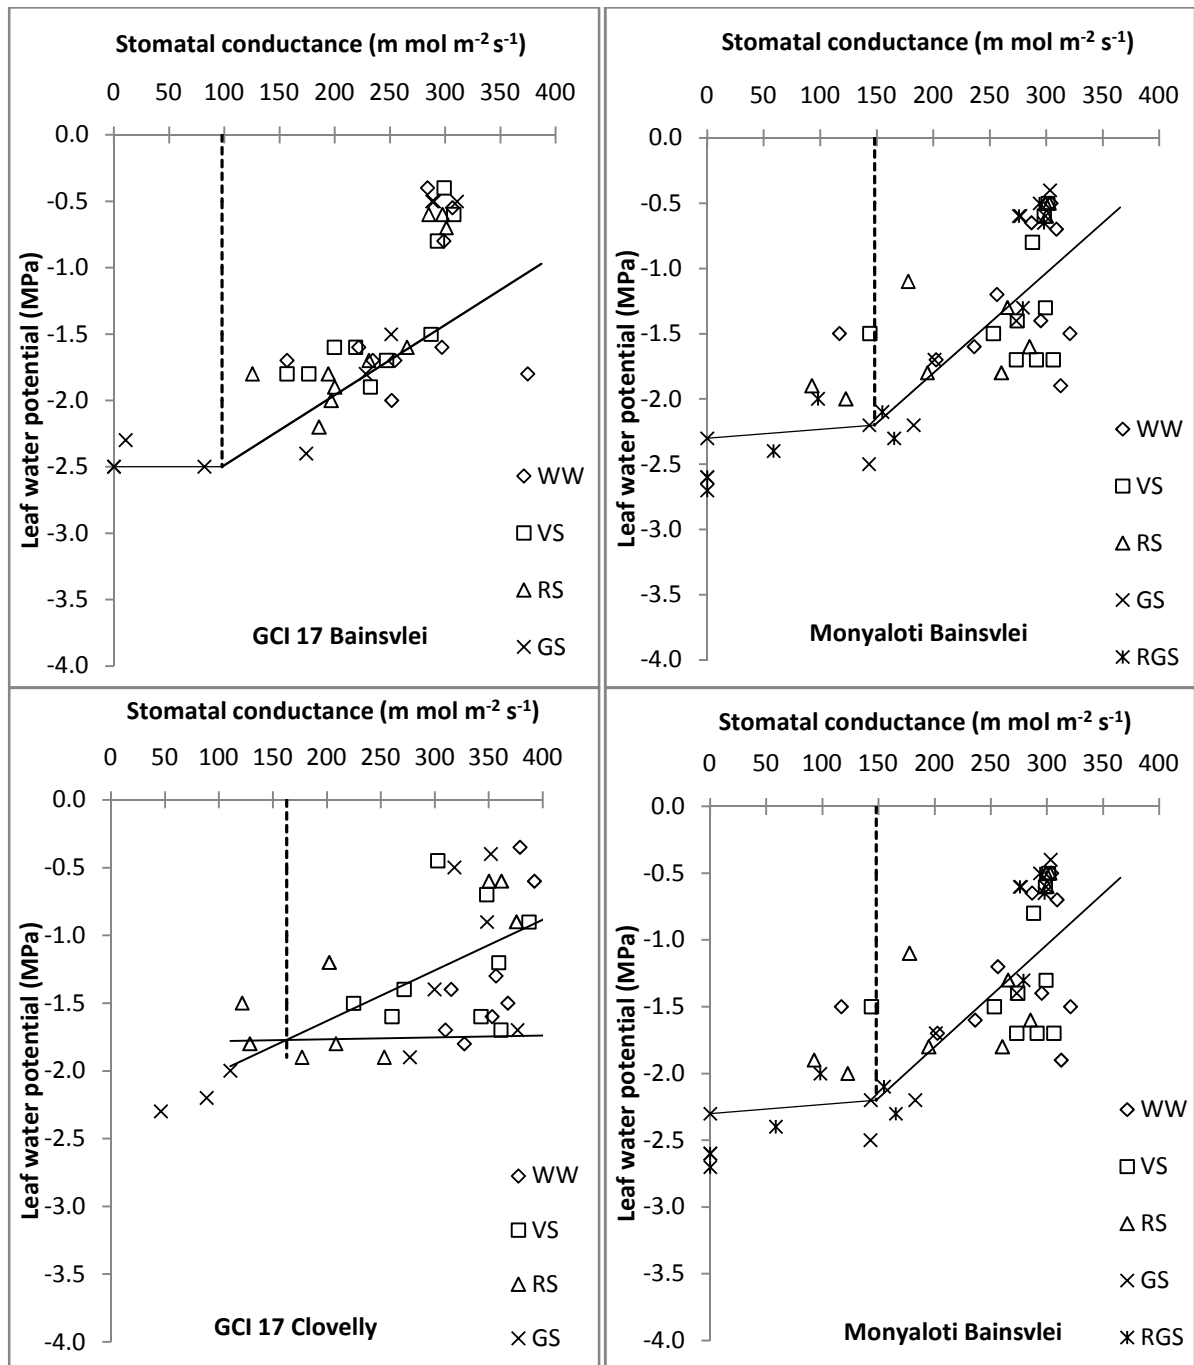 Stomatal conductance (m mol m-2 s-1)
0 50 100 150 200 250 300 350 400
0.0
-0.5
-1.0
-1.5
-2.0
-2.5
-3.0
-3.5
-4.0
Leaf water potential (MPa)
WW
VS
RS
GS
GCI 17 Bainsvlei
Stomatal conductance (m mol m-2 s-1)
0 50 100 150 200 250 300 350 400
0.0
-0.5
-1.0
-1.5
-2.0
-2.5
-3.0
-3.5
-4.0
Leaf water potential (MPa)
WW
VS
RS
GS
RGS
Monyaloti Bainsvlei
Stomatal conductance (m mol m-2 s-1)
0 50 100 150 200 250 300 350 400
0.0
-0.5
-1.0
-1.5
-2.0
-2.5
-3.0
-3.5
-4.0
Leaf water potential (MPa)
WW
VS
RS
GS
GCI 17 Clovelly
Stomatal conductance (m mol m-2 s-1)
0 50 100 150 200 250 300 350 400
0.0
-0.5
-1.0
-1.5
-2.0
-2.5
-3.0
-3.5
-4.0
Leaf water potential (MPa)
WW
VS
RS
GS
RGS
Monyaloti Bainsvlei